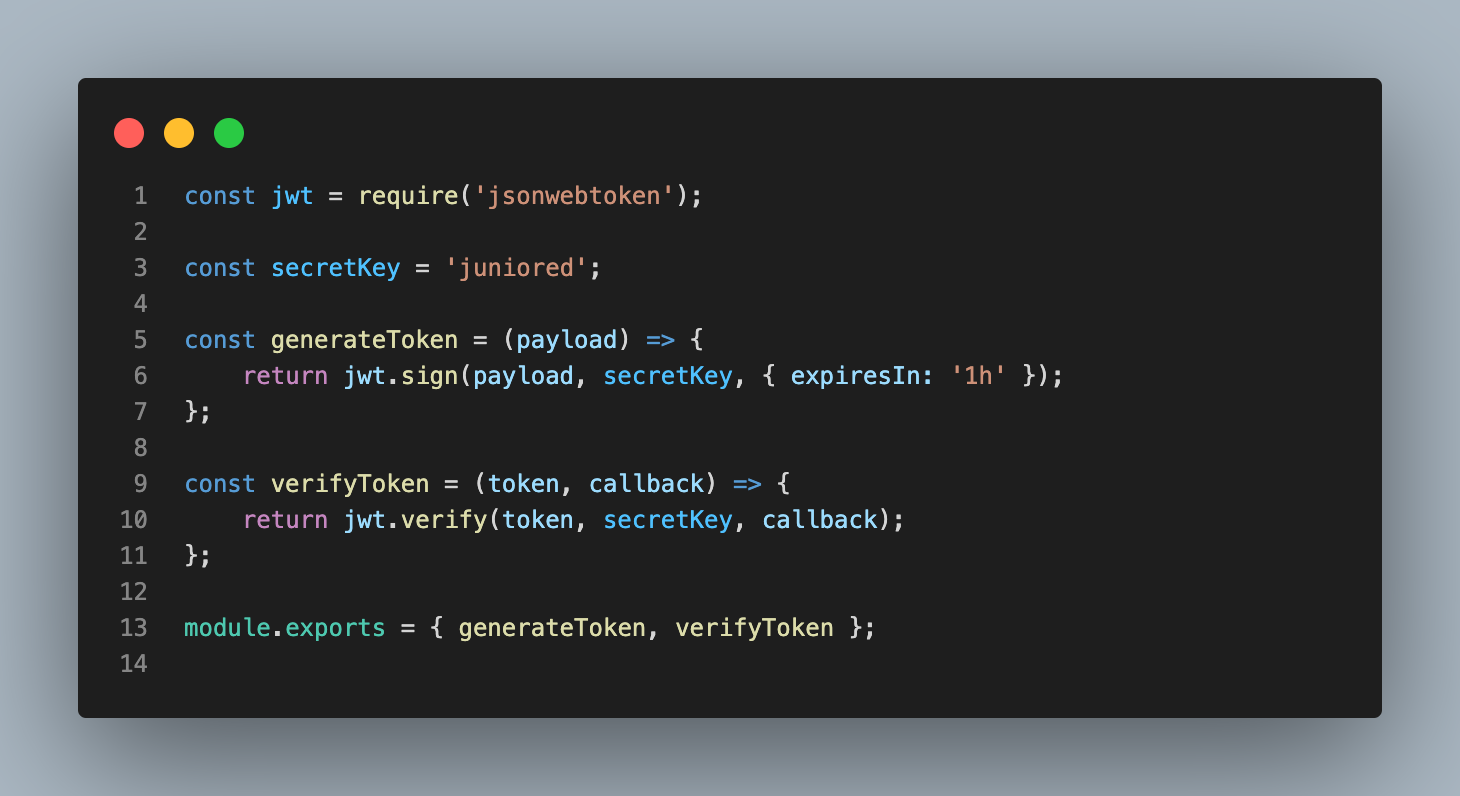 1 const jwt = require('jsonwebtoken');
2
3 const secretKey = 'juniored';
4
5 const generateToken = (payload) => {
6     return jwt.sign(payload, secretKey, { expiresIn: '1h' });
7 };
8
9 const verifyToken = (token, callback) => {
10     return jwt.verify(token, secretKey, callback);
11 };
12
13 module.exports = { generateToken, verifyToken };
14